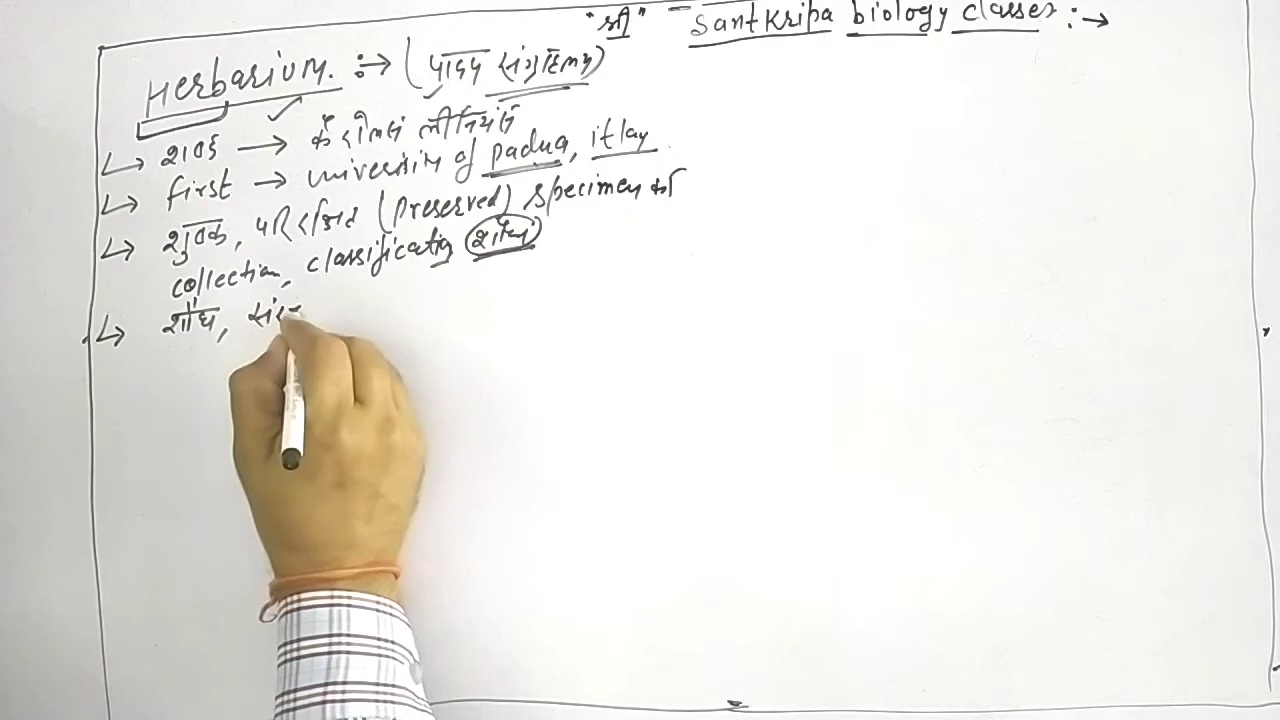 "श्री" - Santkripa biology classes :→
Herbarium. :→ (पादप संग्रहालय)
↳ शब्द → कैरोलस लीनियस
↳ first → university of padua, itlay
↳ शुष्क, परिरक्षित (preserved) specimen का
collection, classification
↳ शोध,